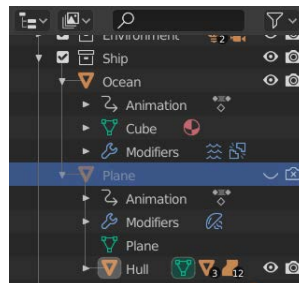 Environment 2
Ship
Ocean
Animation
Cube
Modifiers
Plane
Animation
Modifiers
Plane
Hull 3 12